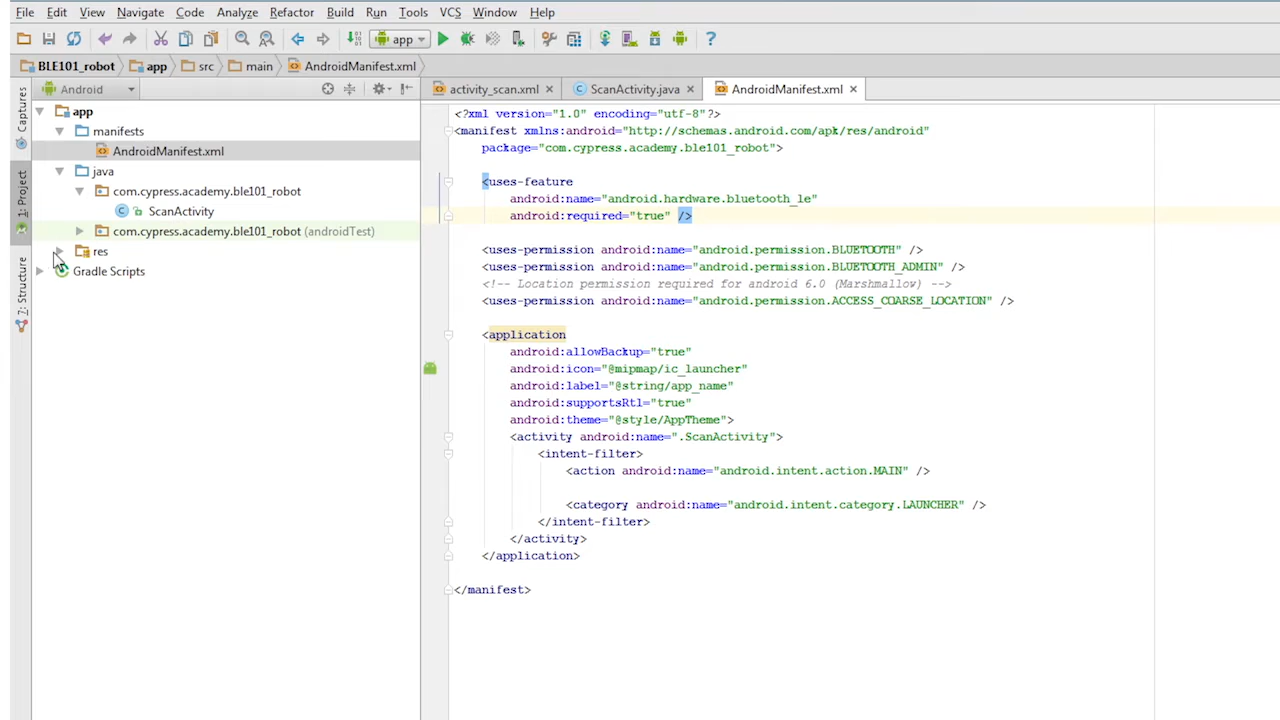 File Edit View Navigate Code Analyze Refactor Build Run Tools VCS Window Help
app
BLE101_robot app src main AndroidManifest.xml
Captures
1: Project
7: Structure
Android
app
manifests
AndroidManifest.xml
java
com.cypress.academy.ble101_robot
ScanActivity
com.cypress.academy.ble101_robot (androidTest)
res
Gradle Scripts
activity_scan.xml ScanActivity.java AndroidManifest.xml
<?xml version="1.0" encoding="utf-8"?>
<manifest xmlns:android="http://schemas.android.com/apk/res/android"
package="com.cypress.academy.ble101_robot">
<uses-feature
android:name="android.hardware.bluetooth_le"
android:required="true" />
<uses-permission android:name="android.permission.BLUETOOTH" />
<uses-permission android:name="android.permission.BLUETOOTH_ADMIN" />
<!-- Location permission required for android 6.0 (Marshmallow) -->
<uses-permission android:name="android.permission.ACCESS_COARSE_LOCATION" />
<application
android:allowBackup="true"
android:icon="@mipmap/ic_launcher"
android:label="@string/app_name"
android:supportsRtl="true"
android:theme="@style/AppTheme">
<activity android:name=".ScanActivity">
<intent-filter>
<action android:name="android.intent.action.MAIN" />
<category android:name="android.intent.category.LAUNCHER" />
</intent-filter>
</activity>
</application>
</manifest>